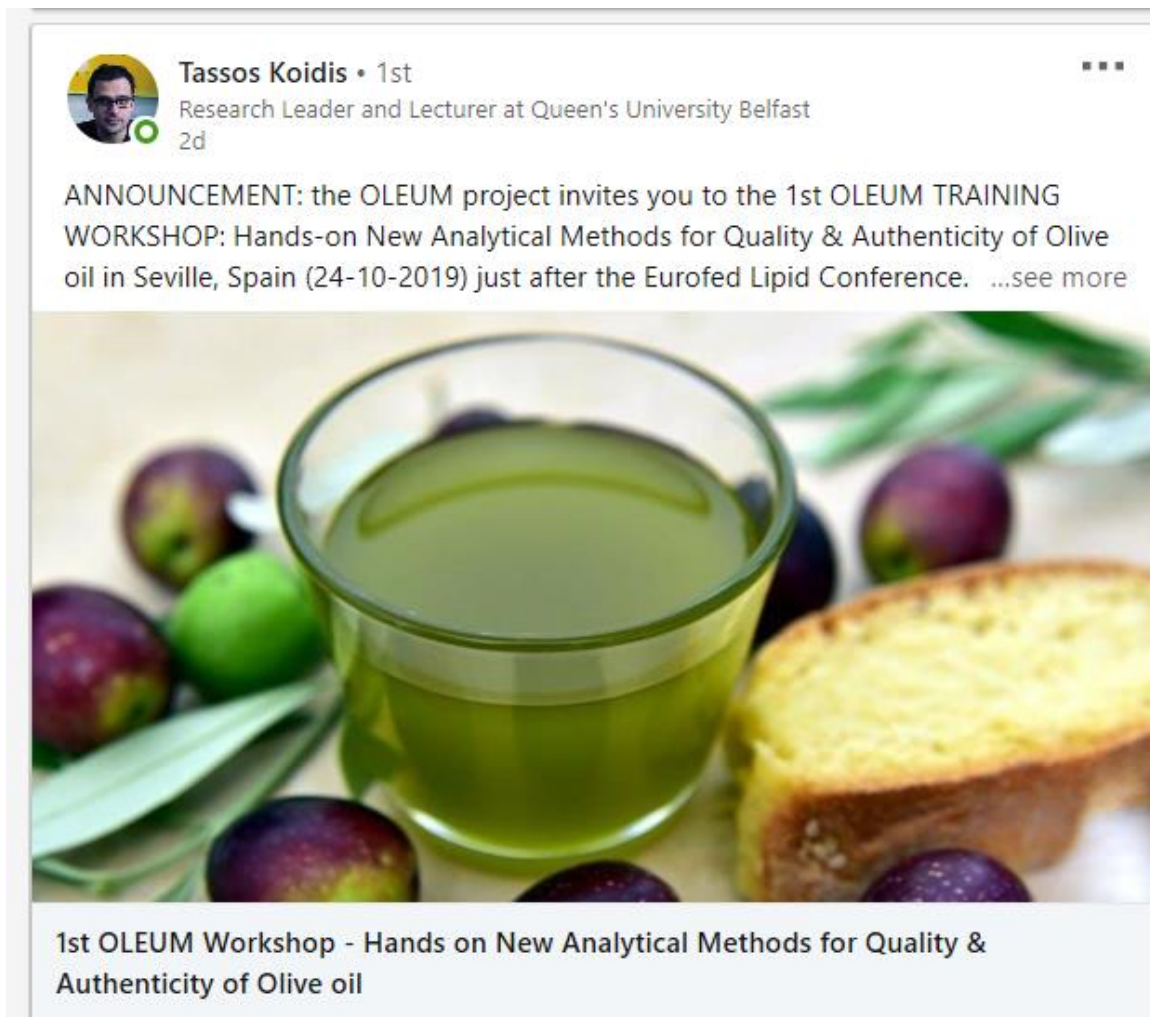 Tassos Koidis • 1st
Research Leader and Lecturer at Queen's University Belfast
2d
ANNOUNCEMENT: the OLEUM project invites you to the 1st OLEUM TRAINING
WORKSHOP: Hands-on New Analytical Methods for Quality & Authenticity of Olive
oil in Seville, Spain (24-10-2019) just after the Eurofed Lipid Conference. ...see more
1st OLEUM Workshop - Hands on New Analytical Methods for Quality &
Authenticity of Olive oil